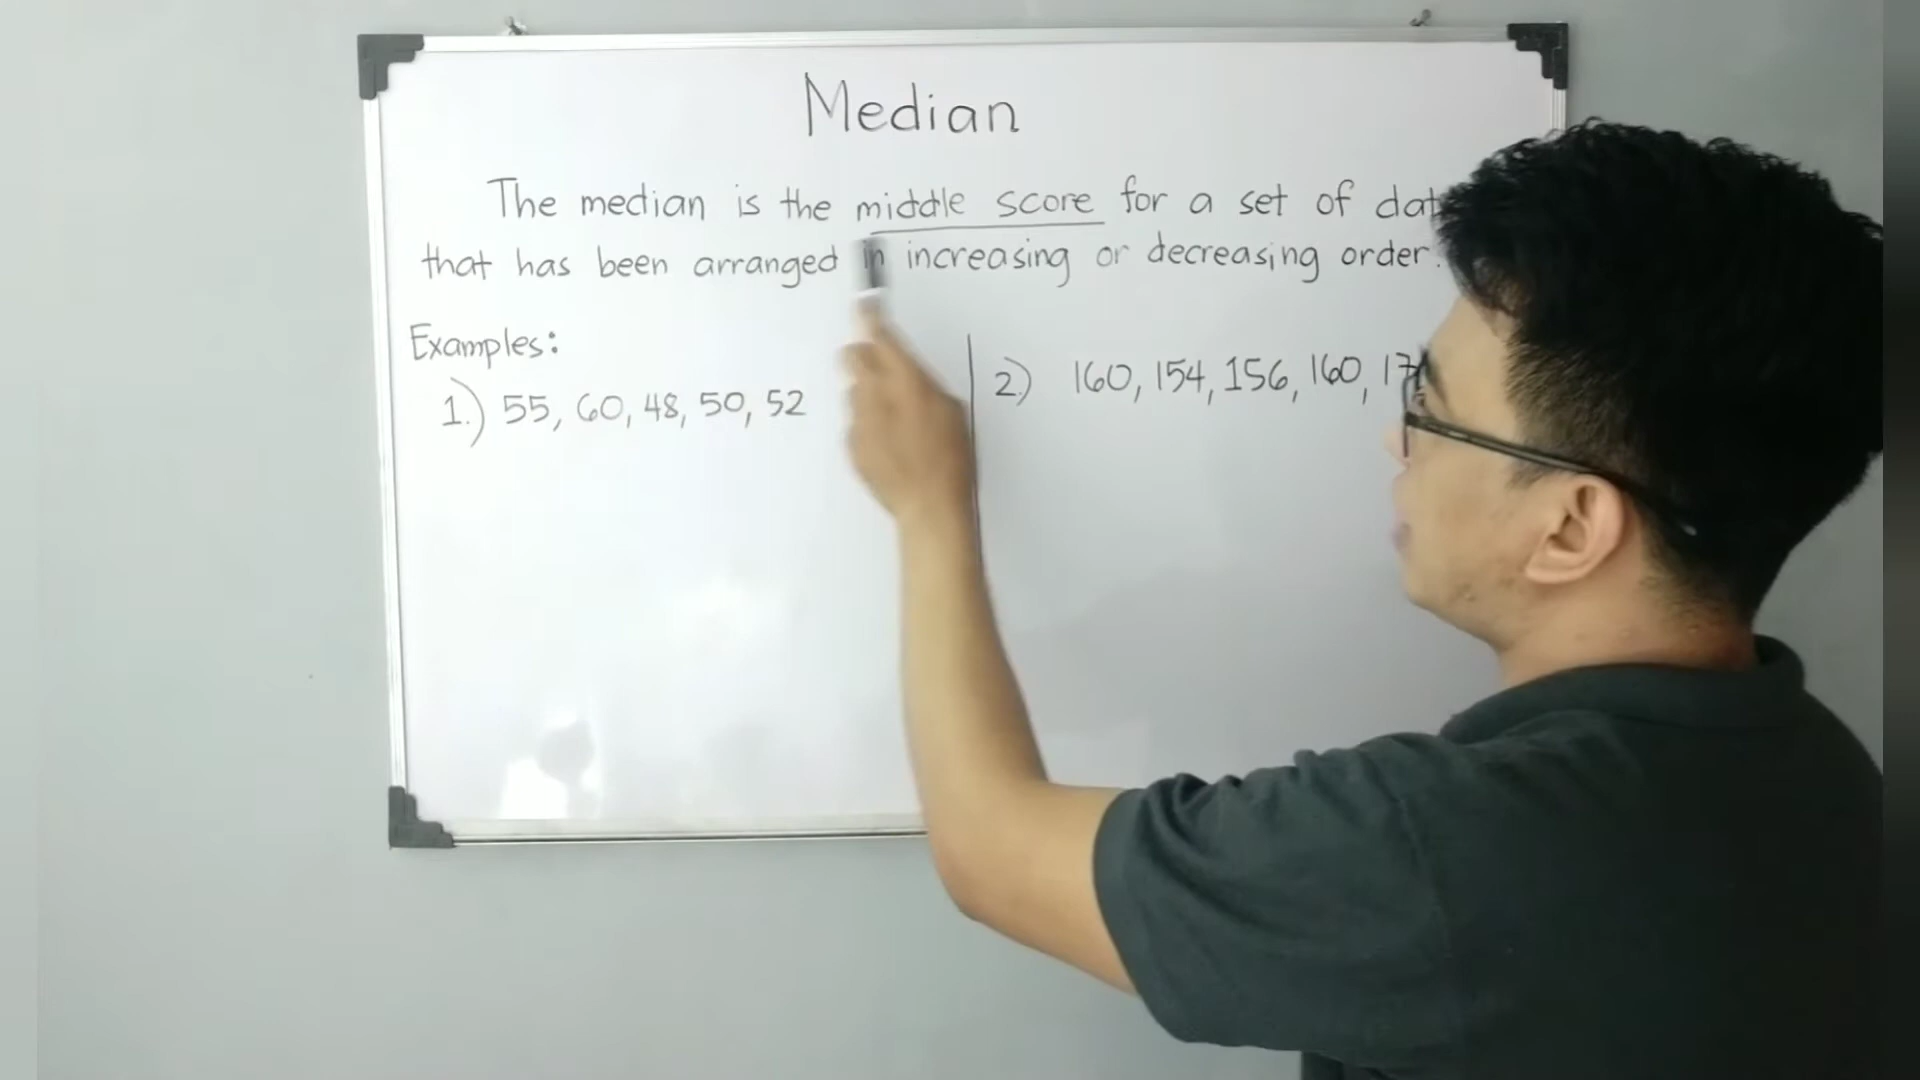 Median
The median is the middle score for a set of
that has been arranged in increasing or decreasing order.
Examples:
1.) 55, 60, 48, 50, 52
2.) 160, 154, 156, 160,